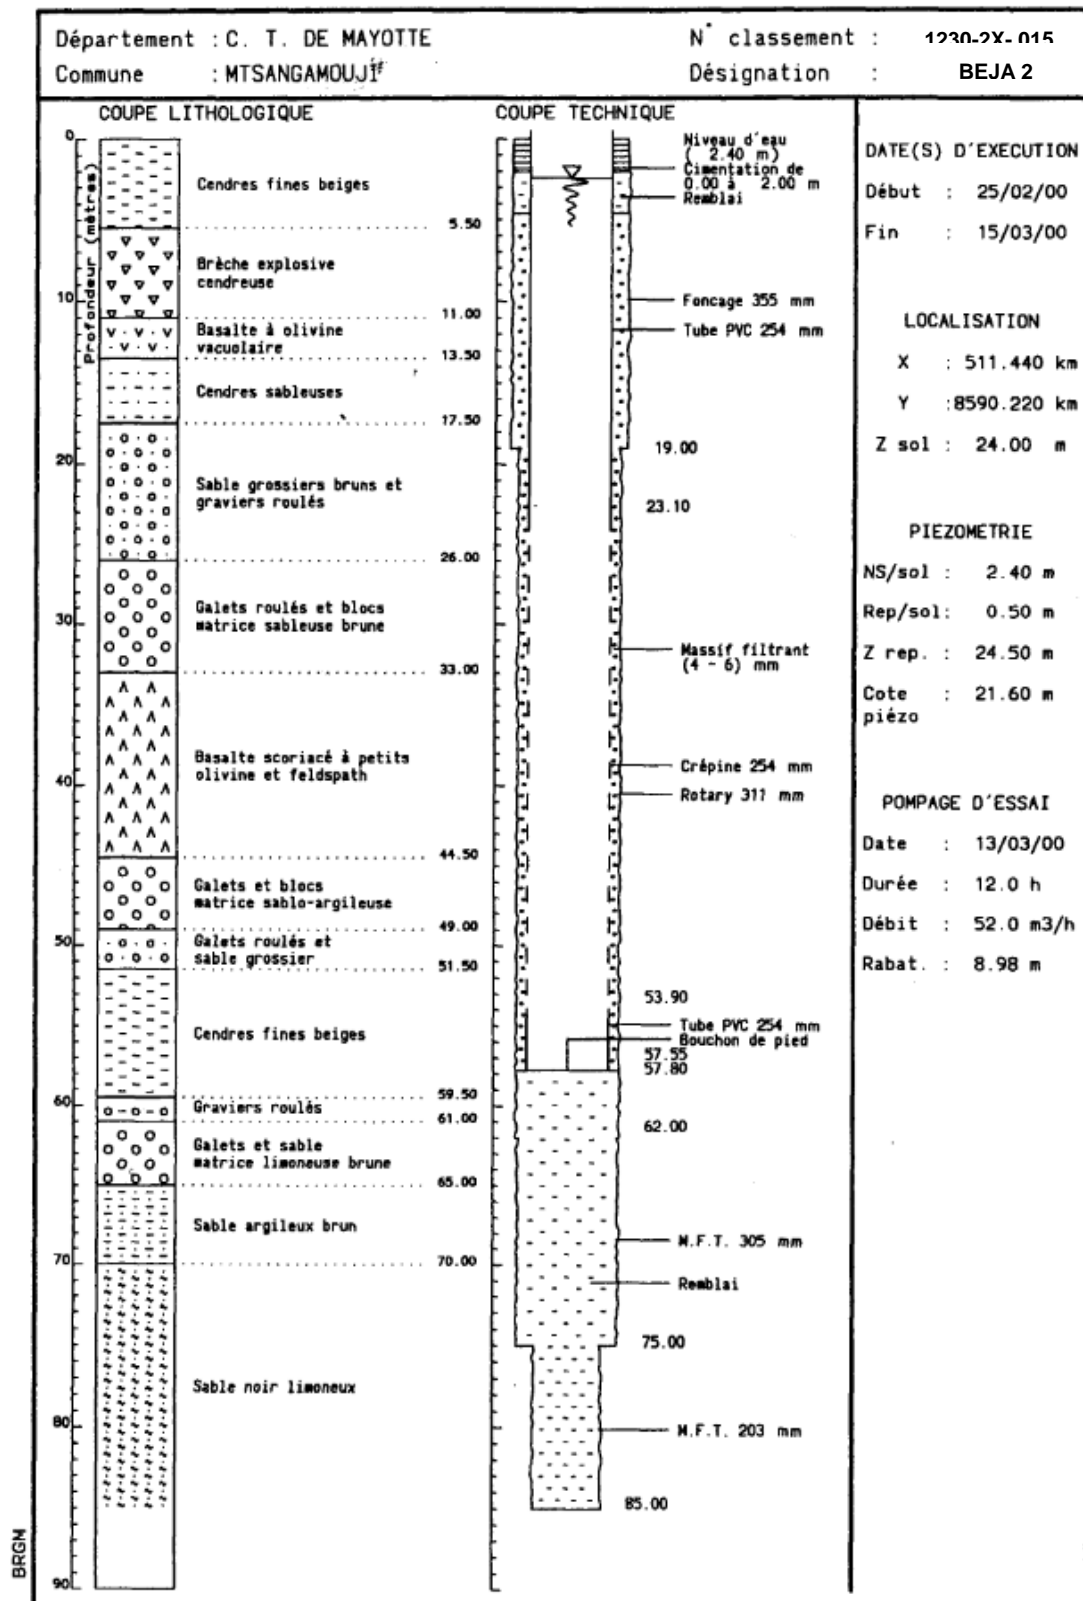 Département : C. T. DE MAYOTTE
N° classement : 1230-2X-015
Commune : MTSANGAMOUJI
Désignation : BEJA 2
COUPE LITHOLOGIQUE
Profondeur (mètres)
0
10
20
30
40
50
60
70
80
90
Cendres fines beiges
5.50
Brèche explosive
cendreuse
11.00
Basalte à olivine
vacuolaire
13.50
Cendres sableuses
17.50
Sable grossiers bruns et
graviers roulés
26.00
Galets roulés et blocs
matrice sableuse brune
33.00
Basalte scoriacé à petits
olivine et feldspath
44.50
Galets et blocs
matrice sablo-argileuse
49.00
Galets roulés et
sable grossier
51.50
Cendres fines beiges
59.50
Graviers roulés
61.00
Galets et sable
matrice limoneuse brune
65.00
Sable argileux brun
70.00
Sable noir limoneux
COUPE TECHNIQUE
Niveau d'eau
( 2.40 m)
Cimentation de
0.00 à 2.00 m
Remblai
Foncage 355 mm
Tube PVC 254 mm
19.00
23.10
Massif filtrant
(4 - 6) mm
Crépine 254 mm
Rotary 311 mm
53.90
Tube PVC 254 mm
Bouchon de pied
57.55
57.80
62.00
M.F.T. 305 mm
Remblai
75.00
M.F.T. 203 mm
85.00
DATE(S) D'EXECUTION
Début : 25/02/00
Fin : 15/03/00
LOCALISATION
X : 511.440 km
Y :8590.220 km
Z sol : 24.00 m
PIEZOMETRIE
NS/sol : 2.40 m
Rep/sol: 0.50 m
Z rep. : 24.50 m
Cote : 21.60 m
piézo
POMPAGE D'ESSAI
Date : 13/03/00
Durée : 12.0 h
Débit : 52.0 m3/h
Rabat. : 8.98 m
BRGM